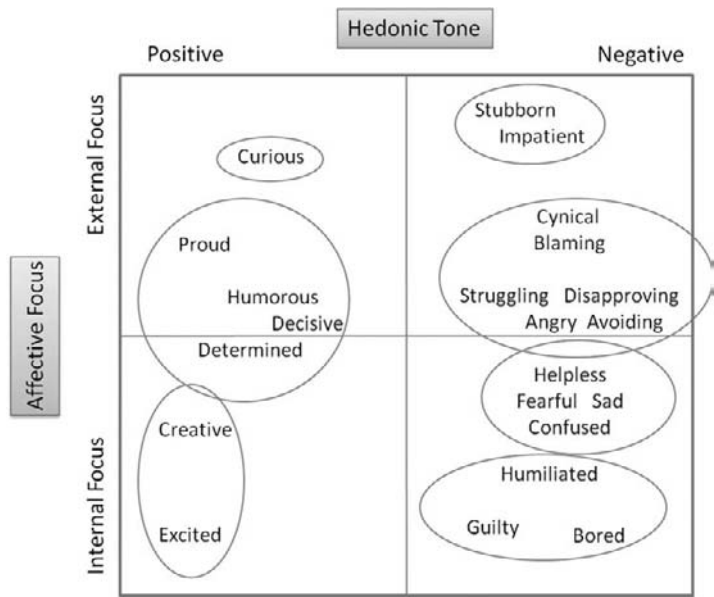 Hedonic Tone
Positive
Negative
Affective Focus
External Focus
Internal Focus
Curious
Proud
Humorous
Decisive
Determined
Creative
Excited
Stubborn
Impatient
Cynical
Blaming
Struggling Disapproving
Angry Avoiding
Helpless
Fearful Sad
Confused
Humiliated
Guilty
Bored